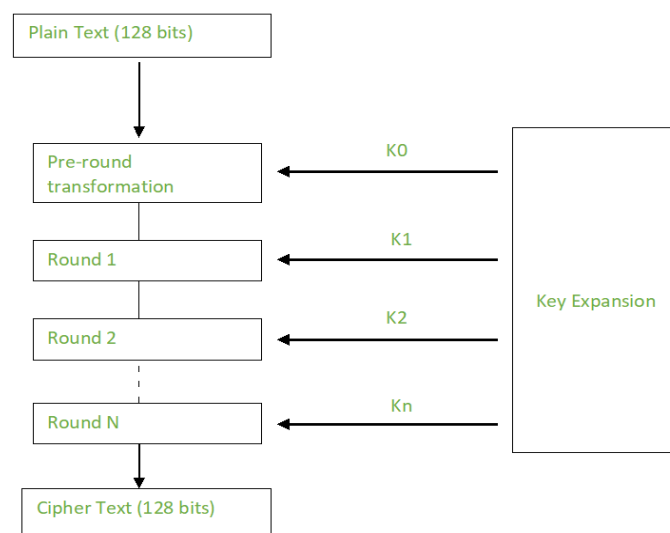 Plain Text (128 bits)
Pre-round
transformation
K0
Round 1
K1
Round 2
K2
Key Expansion
Round N
Kn
Cipher Text (128 bits)